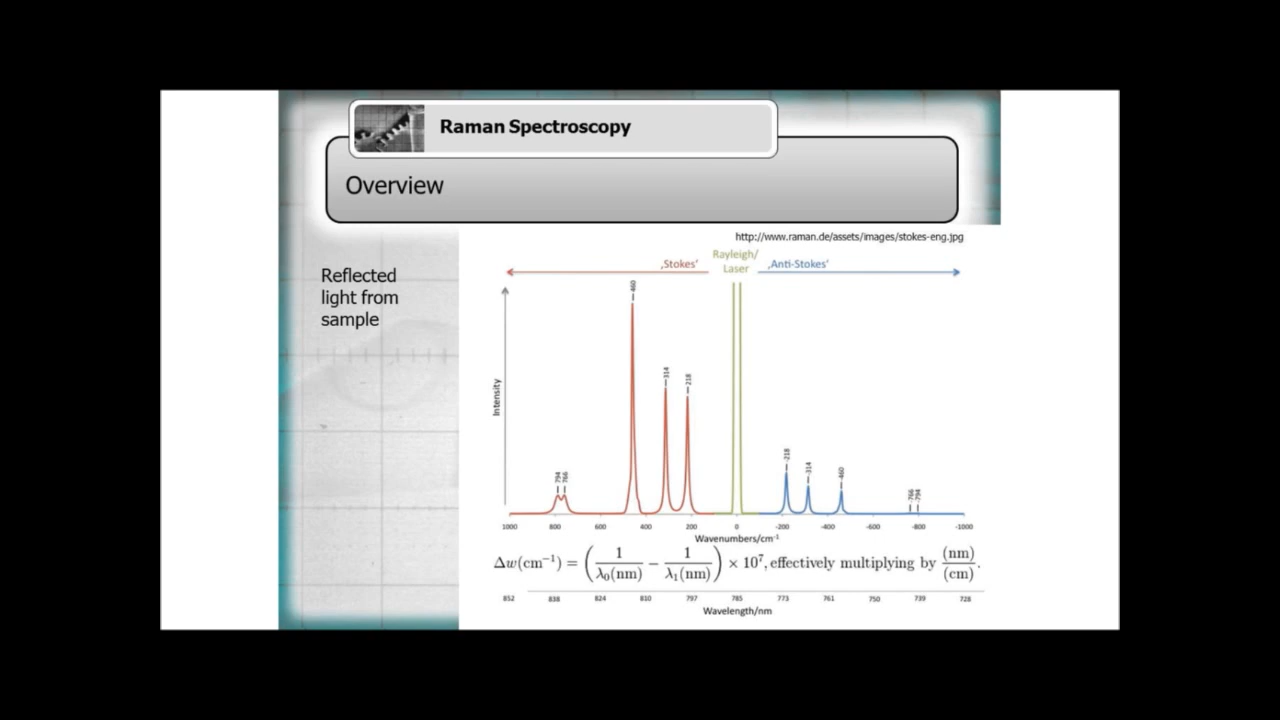 Raman Spectroscopy
Overview
http://www.raman.de/assets/images/stokes-eng.jpg
Reflected
light from
sample
‚Stokes‘
Rayleigh/
Laser
‚Anti-Stokes‘
Intensity
794
766
460
314
218
-218
-314
-460
-766
-794
1000 800 600 400 200 0 -200 -400 -600 -800 -1000
Wavenumbers/cm⁻¹
Δw(cm⁻¹) = (1/λ₀(nm) − 1/λ₁(nm)) × 10⁷, effectively multiplying by (nm)/(cm).
852 838 824 810 797 785 773 761 750 739 728
Wavelength/nm